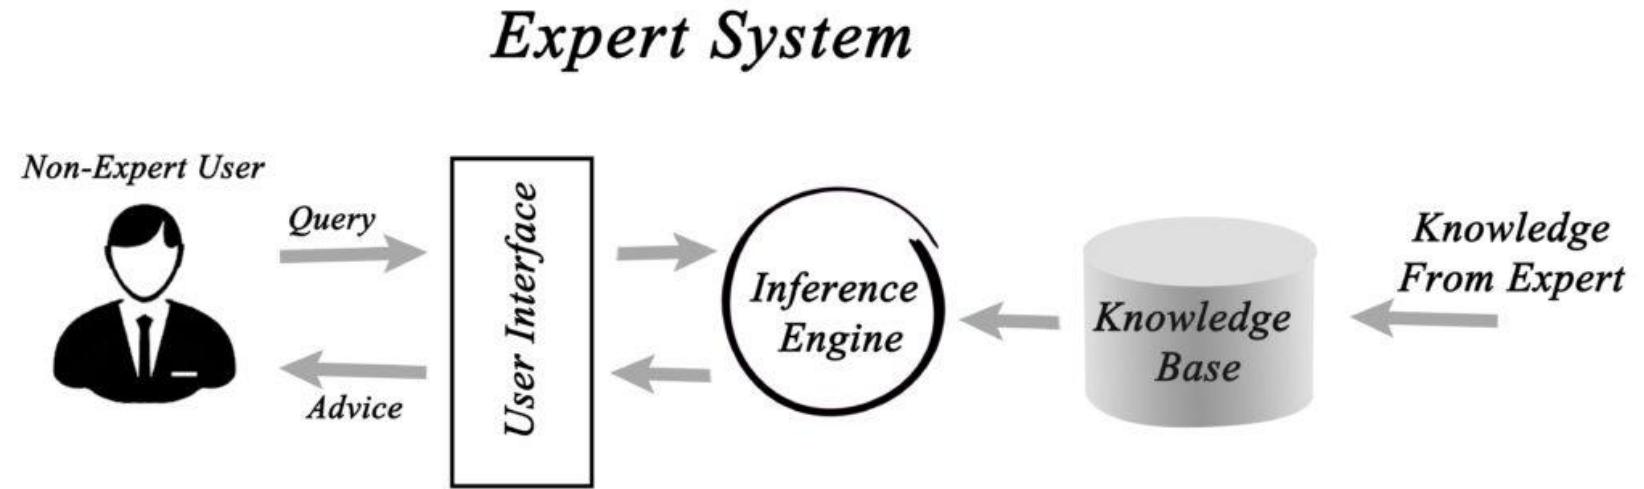 Expert System
Non-Expert User
Query
Advice
User Interface
Inference
Engine
Knowledge
Base
Knowledge
From Expert